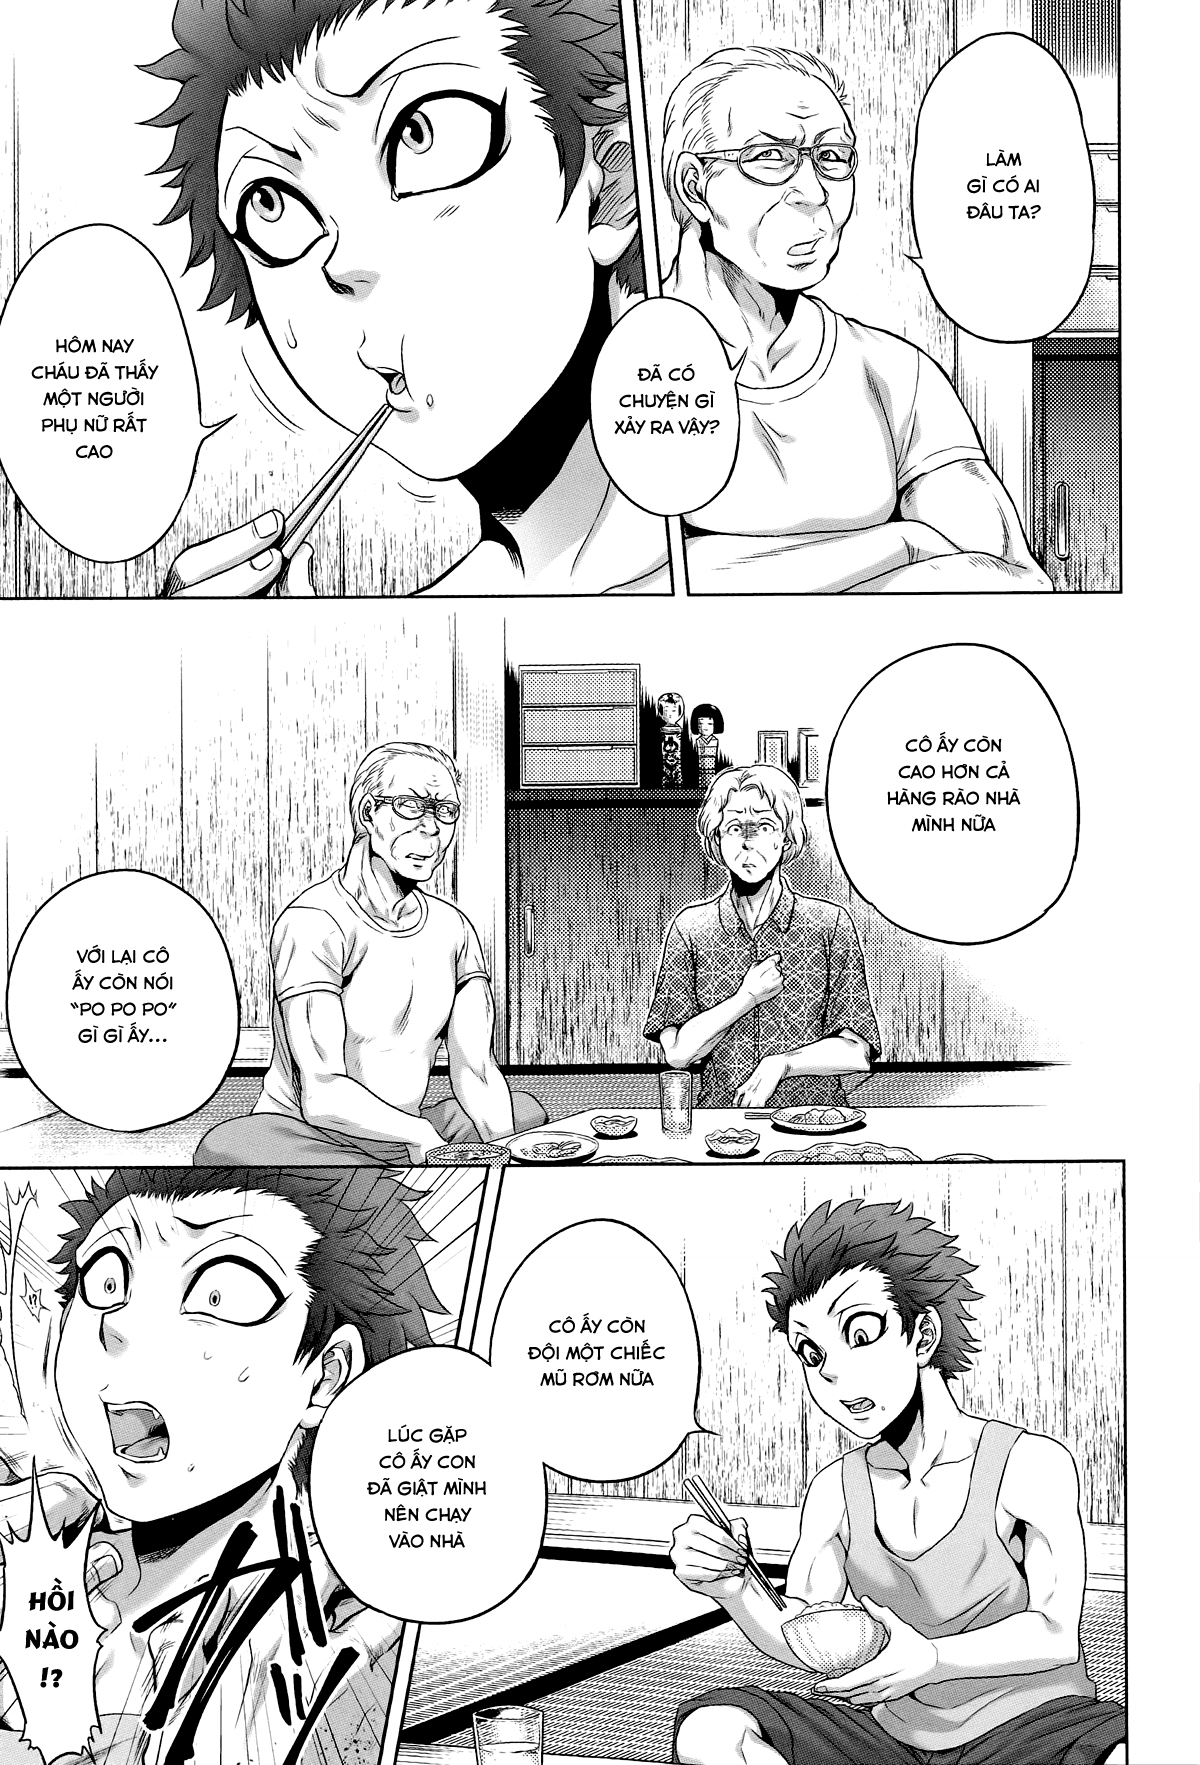 LÀM
GÌ CÓ AI
ĐÂU TA?
ĐÃ CÓ
CHUYỆN GÌ
XẢY RA VẬY?
HÔM NAY
CHÁU ĐÃ THẤY
MỘT NGƯỜI
PHỤ NỮ RẤT
CAO
CÔ ẤY CÒN
CAO HƠN CẢ
HÀNG RÀO NHÀ
MÌNH NỮA
VỚI LẠI CÔ
ẤY CÒN NÓI
"PO PO PO"
GÌ GÌ ẤY...
CÔ ẤY CÒN
ĐỘI MỘT CHIẾC
MŨ RƠM NỮA
LÚC GẶP
CÔ ẤY CON
ĐÃ GIẬT MÌNH
NÊN CHẠY
VÀO NHÀ
!?
ガッ
HỒI
NÀO
!?